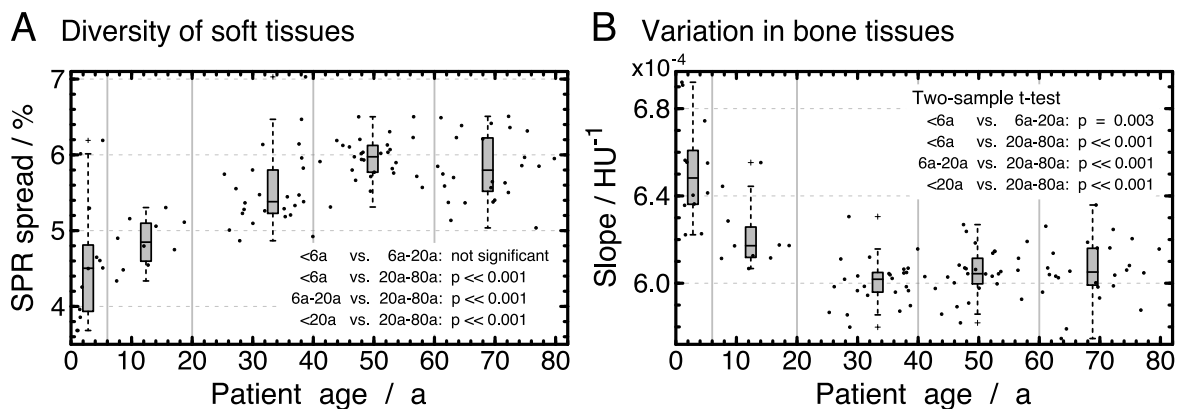 A Diversity of soft tissues
SPR spread / %
7
6
5
4
<6a vs. 6a-20a: not significant
<6a vs. 20a-80a: p << 0.001
6a-20a vs. 20a-80a: p << 0.001
<20a vs. 20a-80a: p << 0.001
0 10 20 30 40 50 60 70 80
Patient age / a
B Variation in bone tissues
x10⁻⁴
Slope / HU⁻¹
6.8
6.4
6.0
Two-sample t-test
<6a vs. 6a-20a: p = 0.003
<6a vs. 20a-80a: p << 0.001
6a-20a vs. 20a-80a: p << 0.001
<20a vs. 20a-80a: p << 0.001
0 10 20 30 40 50 60 70 80
Patient age / a